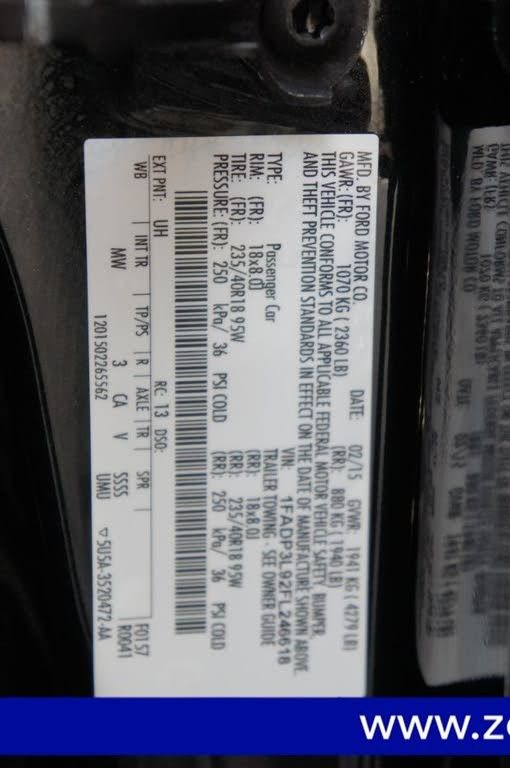 MFD. BY FORD MOTOR CO.
DATE: 02/15 GVWR: 1941 KG ( 4279 LB)
GAWR: (FR): 1070 KG ( 2360 LB) (RR): 880 KG ( 1940 LB)
THIS VEHICLE CONFORMS TO ALL APPLICABLE FEDERAL MOTOR VEHICLE SAFETY, BUMPER,
AND THEFT PREVENTION STANDARDS IN EFFECT ON THE DATE OF MANUFACTURE SHOWN ABOVE.
VIN: 1FADP3L92FL246618
TYPE: Passenger Car TRAILER TOWING: SEE OWNER GUIDE
RIM: (FR): 18x8.0J (RR): 18x8.0J
TIRE: (FR): 235/40R18 95W (RR): 235/40R18 95W
PRESSURE: (FR): 250 kPa/ 36 PSI COLD (RR): 250 kPa/ 36 PSI COLD
EXT PNT: UH RC: 13 DSO: F0157
WB INT TR TP/PS R AXLE TR SPR R0041
MW 3 CA V SSSS ▽ 5U5A-3520472-AA
1201502265562 UMU
www.z